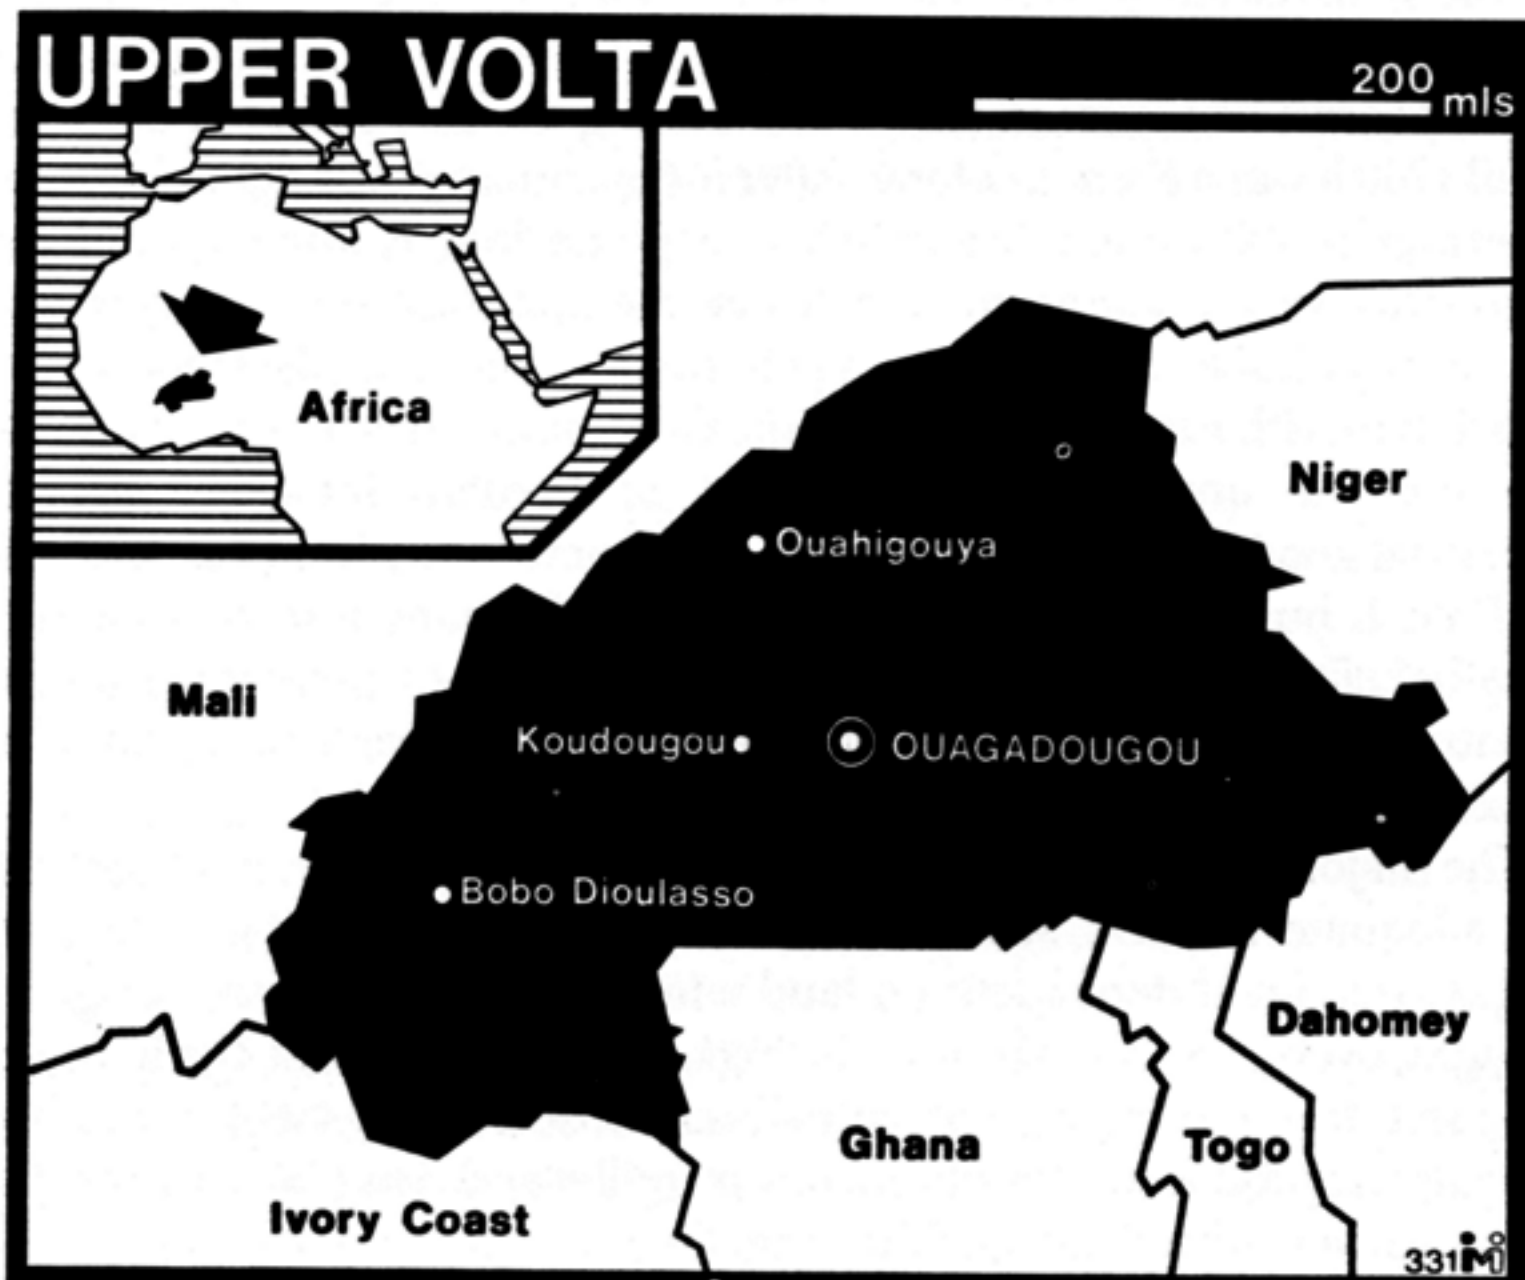 UPPER VOLTA
200
mls
Africa
Niger
Ouahigouya
Mali
Koudougou
OUAGADOUGOU
Bobo Dioulasso
Dahomey
Ghana
Togo
Ivory Coast
331